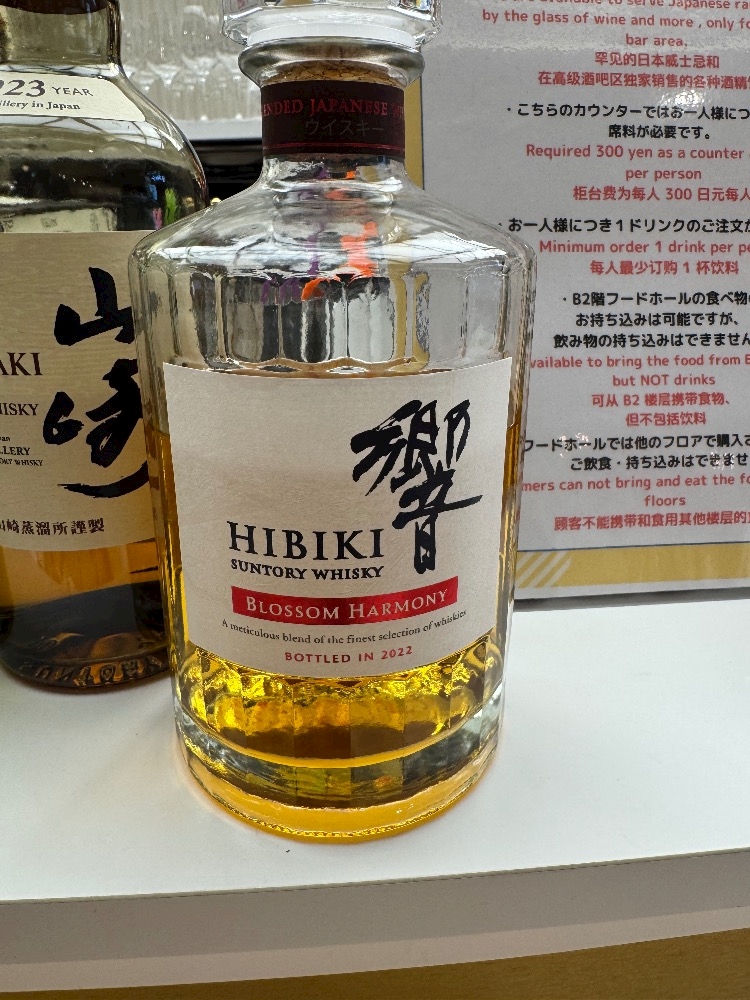 023 YEAR
tillery in Japan
山
崎
AKI
HISKY
LLERY
ORY WHISKY
崎蒸溜所謹製
ENDED JAPANESE
ウイスキー
響
HIBIKI
SUNTORY WHISKY
BLOSSOM HARMONY
A meticulous blend of the finest selection of whiskies
BOTTLED IN 2022
to serve Japanese ra
by the glass of wine and more , only fo
bar area,
罕见的日本威士忌和
在高级酒吧区独家销售的各种酒精
・こちらのカウンターではお一人様につ
席料が必要です。
Required 300 yen as a counter
per person
柜台费为每人 300 日元每人
・お一人様につき1ドリンクのご注文が
Minimum order 1 drink per pe
每人最少订购 1 杯饮料
・B2階フードホールの食べ物
お持ち込みは可能ですが、
飲み物の持ち込みはできません
vailable to bring the food from B
but NOT drinks
可从 B2 楼层携带食物、
但不包括饮料
フードホールでは他のフロアで購入
ご飲食・持ち込みはできませ
mers can not bring and eat the fo
floors
顾客不能携带和食用其他楼层的